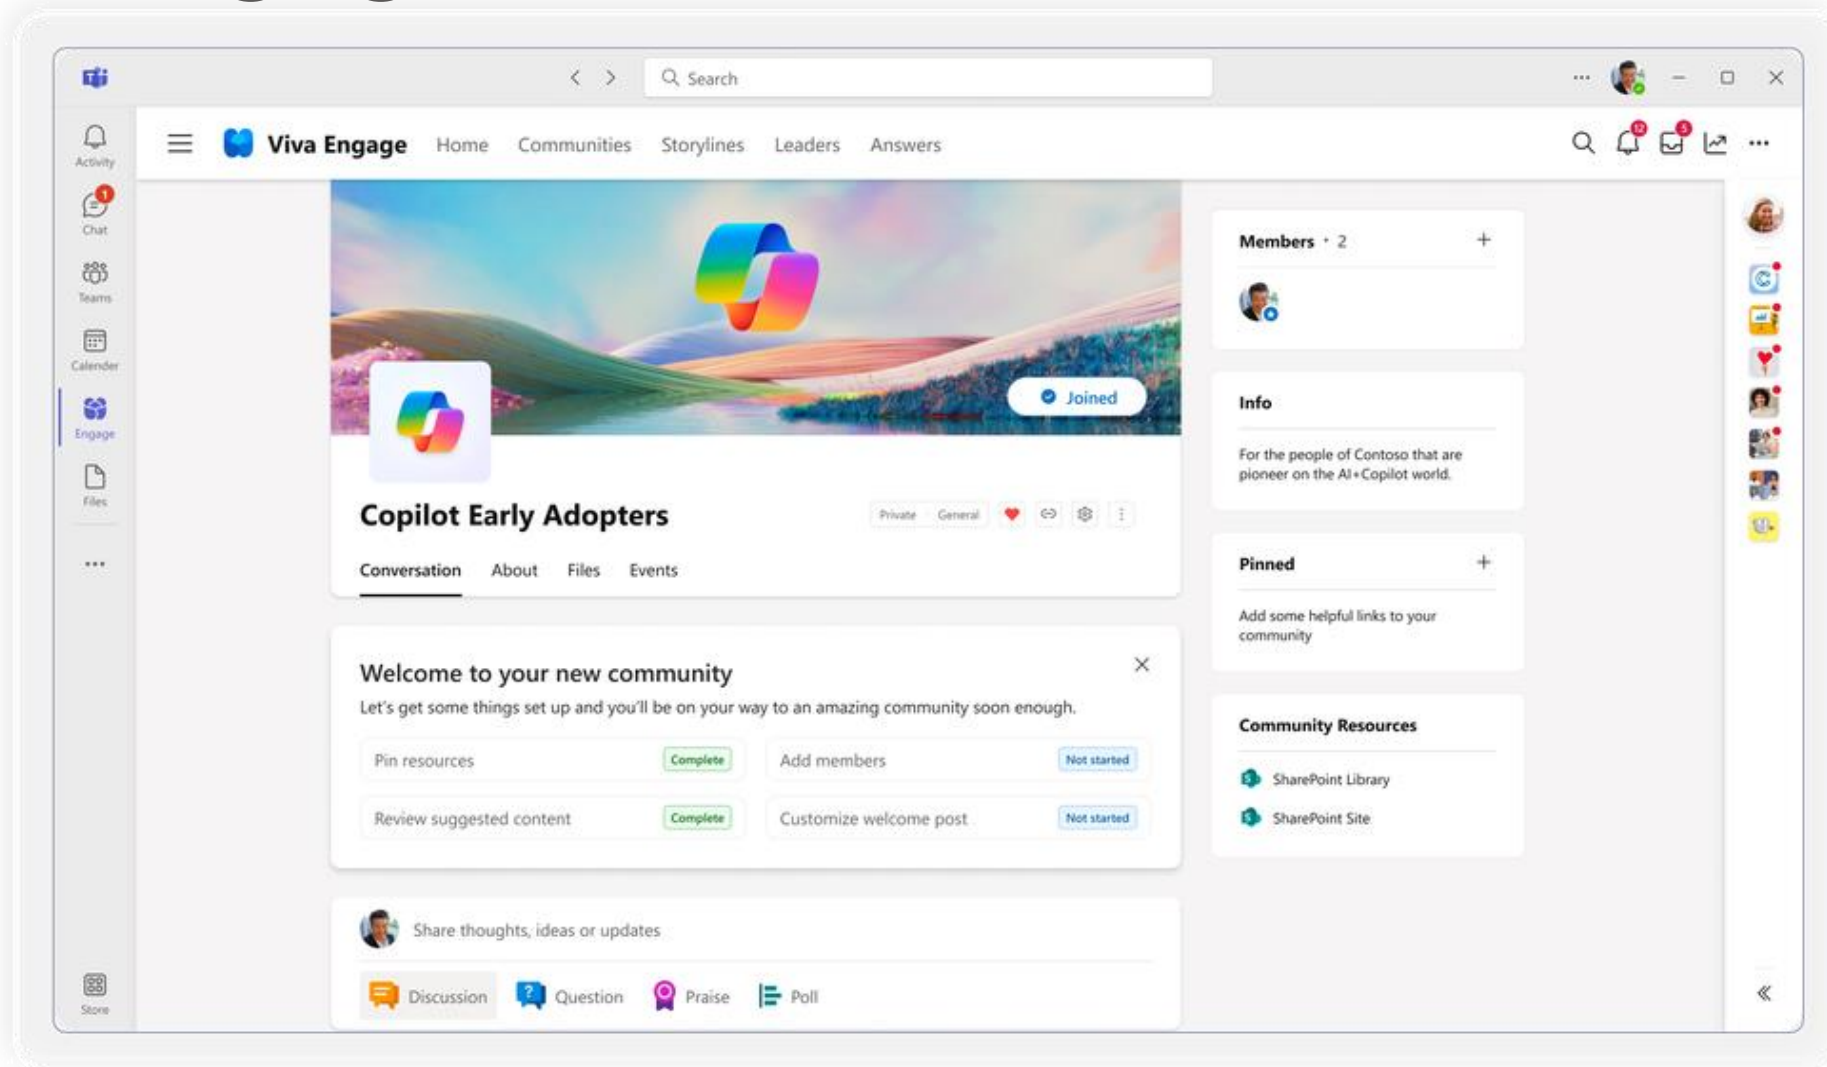 Search
Activity
Chat
1
Teams
Calender
Engage
Files
Store
Viva Engage
Home
Communities
Storylines
Leaders
Answers
12
5
Joined
Copilot Early Adopters
Private
General
Conversation
About
Files
Events
Welcome to your new community
Let's get some things set up and you'll be on your way to an amazing community soon enough.
Pin resources
Complete
Add members
Not started
Review suggested content
Complete
Customize welcome post
Not started
Share thoughts, ideas or updates
Discussion
Question
Praise
Poll
Members · 2
Info
For the people of Contoso that are
pioneer on the AI+Copilot world.
Pinned
Add some helpful links to your
community
Community Resources
SharePoint Library
SharePoint Site